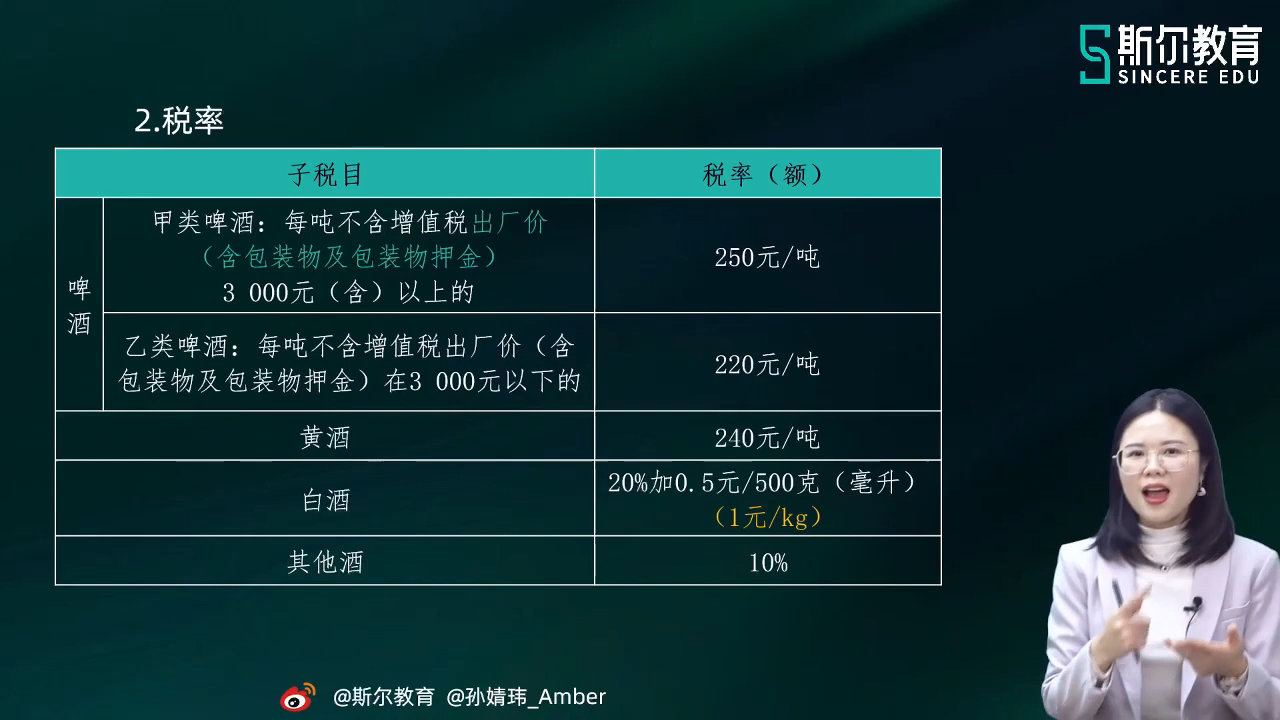 斯尔教育
SINCERE EDU
2.税率
子税目
税率（额）
啤
酒
甲类啤酒：每吨不含增值税出厂价
（含包装物及包装物押金）
3 000元（含）以上的
250元/吨
乙类啤酒：每吨不含增值税出厂价（含
包装物及包装物押金）在3 000元以下的
220元/吨
黄酒
240元/吨
白酒
20%加0.5元/500克（毫升）
（1元/kg）
其他酒
10%
@斯尔教育 @孙婧玮_Amber